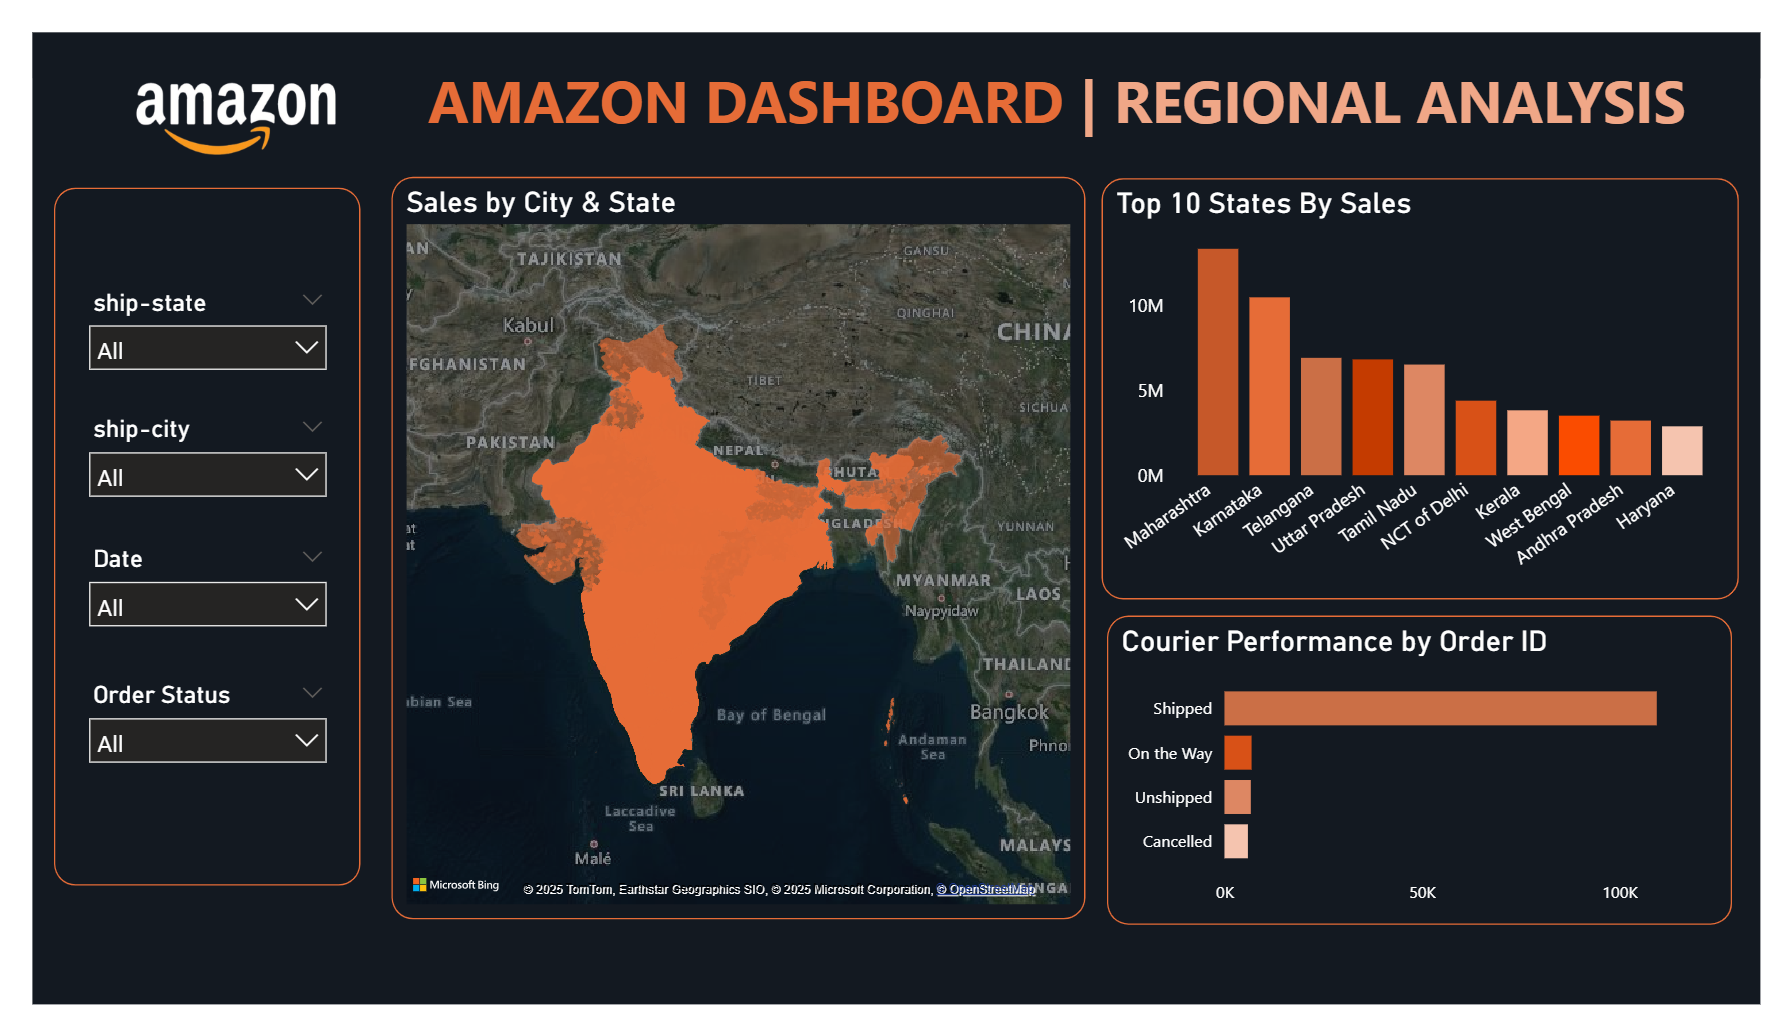 amazon
AMAZON DASHBOARD | REGIONAL ANALYSIS
ship-state
All
ship-city
All
Date
All
Order Status
All
Sales by City & State
AN
TAJIKISTAN
GANSU
Kabul
QINGHAI
CHINA
FGHANISTAN
TIBET
SICHUA
PAKISTAN
NEPAL
BHUTA
NGLADESH
YUNNAN
at
at
MYANMAR
Naypyidaw
LAOS
THAILAND
Bangkok
bian Sea
Bay of Bengal
Andaman
Sea
Phno
SRI LANKA
Laccadive
Sea
Malé
MALAYS
NGA
Microsoft Bing
© 2025 TomTom, Earthstar Geographics SIO, © 2025 Microsoft Corporation, © OpenStreetMap
Top 10 States By Sales
10M
5M
0M
Maharashtra
Karnataka
Telangana
Uttar Pradesh
Tamil Nadu
NCT of Delhi
Kerala
West Bengal
Andhra Pradesh
Haryana
Courier Performance by Order ID
Shipped
On the Way
Unshipped
Cancelled
0K
50K
100K